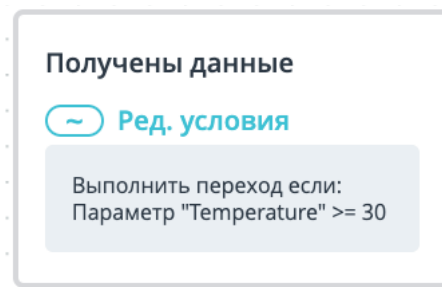 Получены данные
~ Ред. условия
Выполнить переход если:
Параметр "Temperature" >= 30